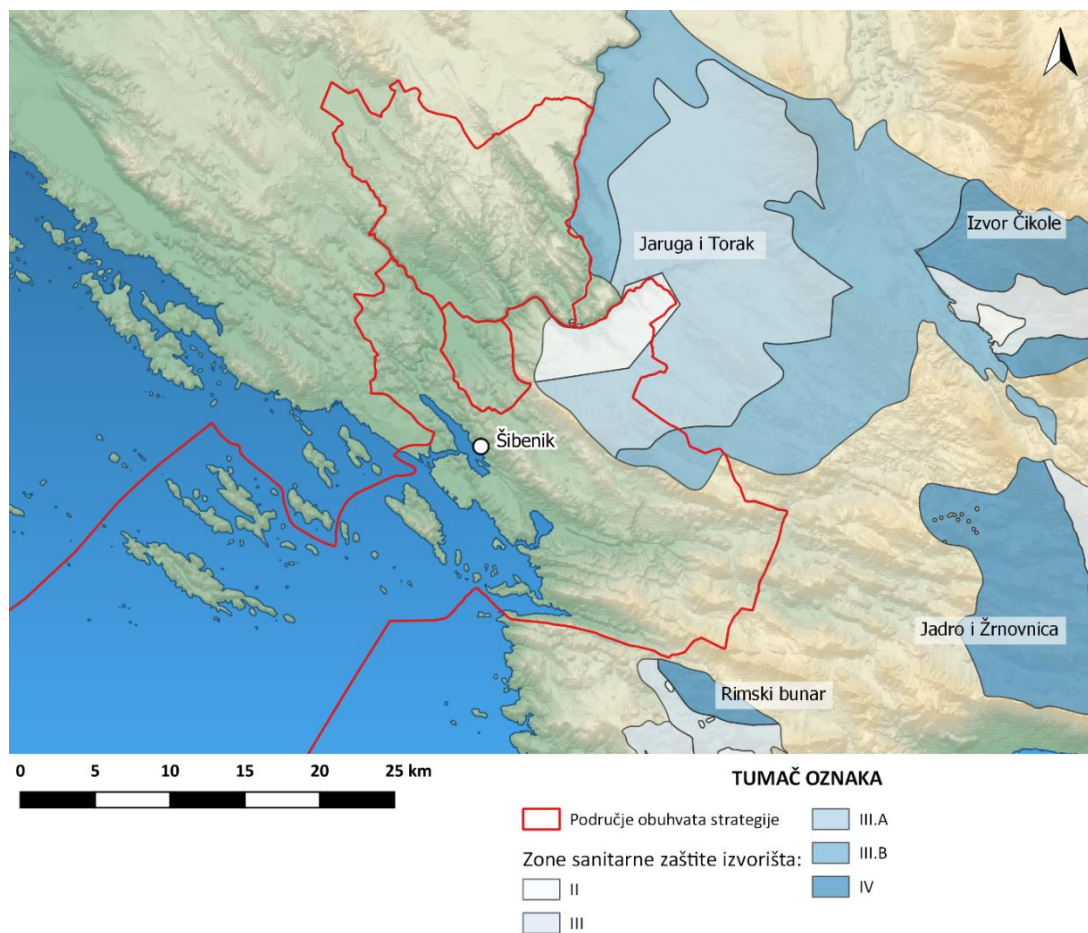 Izvor Čikole
Jaruga i Torak
Šibenik
Jadro i Žrnovnica
Rimski bunar
0 5 10 15 20 25 km
TUMAČ OZNAKA
Područje obuhvata strategije
Zone sanitarne zaštite izvorišta:
II
III
III.A
III.B
IV